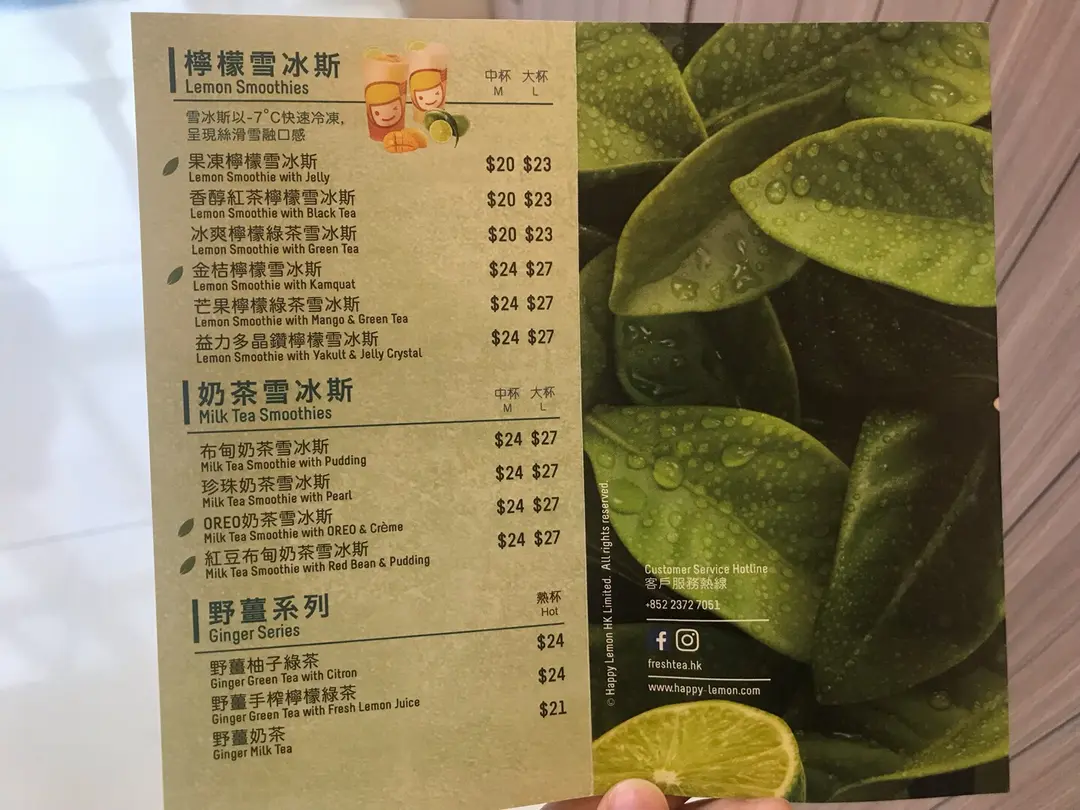 檸檬雪冰斯
Lemon Smoothies
中杯 大杯
M L
雪冰斯以-7°C快速冷凍,
呈現絲滑雪融口感
果凍檸檬雪冰斯 $20 $23
Lemon Smoothie with Jelly
香醇紅茶檸檬雪冰斯 $20 $23
Lemon Smoothie with Black Tea
冰爽檸檬綠茶雪冰斯 $20 $23
Lemon Smoothie with Green Tea
金桔檸檬雪冰斯 $24 $27
Lemon Smoothie with Kamquat
芒果檸檬綠茶雪冰斯 $24 $27
Lemon Smoothie with Mango & Green Tea
益力多晶鑽檸檬雪冰斯 $24 $27
Lemon Smoothie with Yakult & Jelly Crystal
奶茶雪冰斯
Milk Tea Smoothies
中杯 大杯
M L
布甸奶茶雪冰斯 $24 $27
Milk Tea Smoothie with Pudding
珍珠奶茶雪冰斯 $24 $27
Milk Tea Smoothie with Pearl
OREO奶茶雪冰斯 $24 $27
Milk Tea Smoothie with OREO & Crème
紅豆布甸奶茶雪冰斯 $24 $27
Milk Tea Smoothie with Red Bean & Pudding
野薑系列
Ginger Series
熱杯
Hot
野薑柚子綠茶 $24
Ginger Green Tea with Citron
野薑手榨檸檬綠茶 $24
Ginger Green Tea with Fresh Lemon Juice
野薑奶茶 $21
Ginger Milk Tea
© Happy Lemon HK Limited. All rights reserved.
Customer Service Hotline
客戶服務熱線
+852 2372 7051
freshtea.hk
www.happy-lemon.com